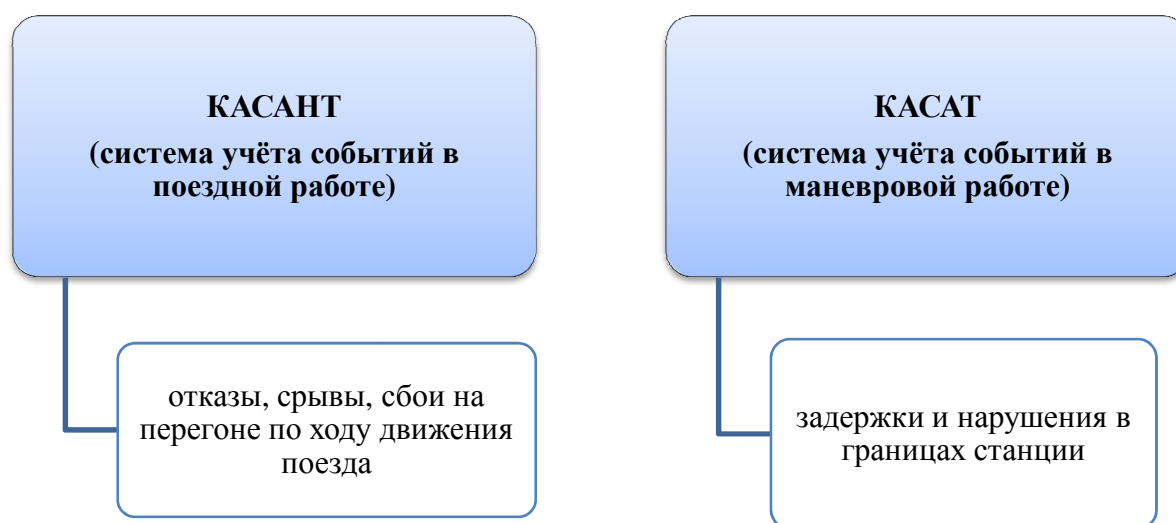 КАСАНТ
(система учёта событий в
поездной работе)
отказы, срывы, сбои на
перегоне по ходу движения
поезда
КАСАТ
(система учёта событий в
маневровой работе)
задержки и нарушения в
границах станции